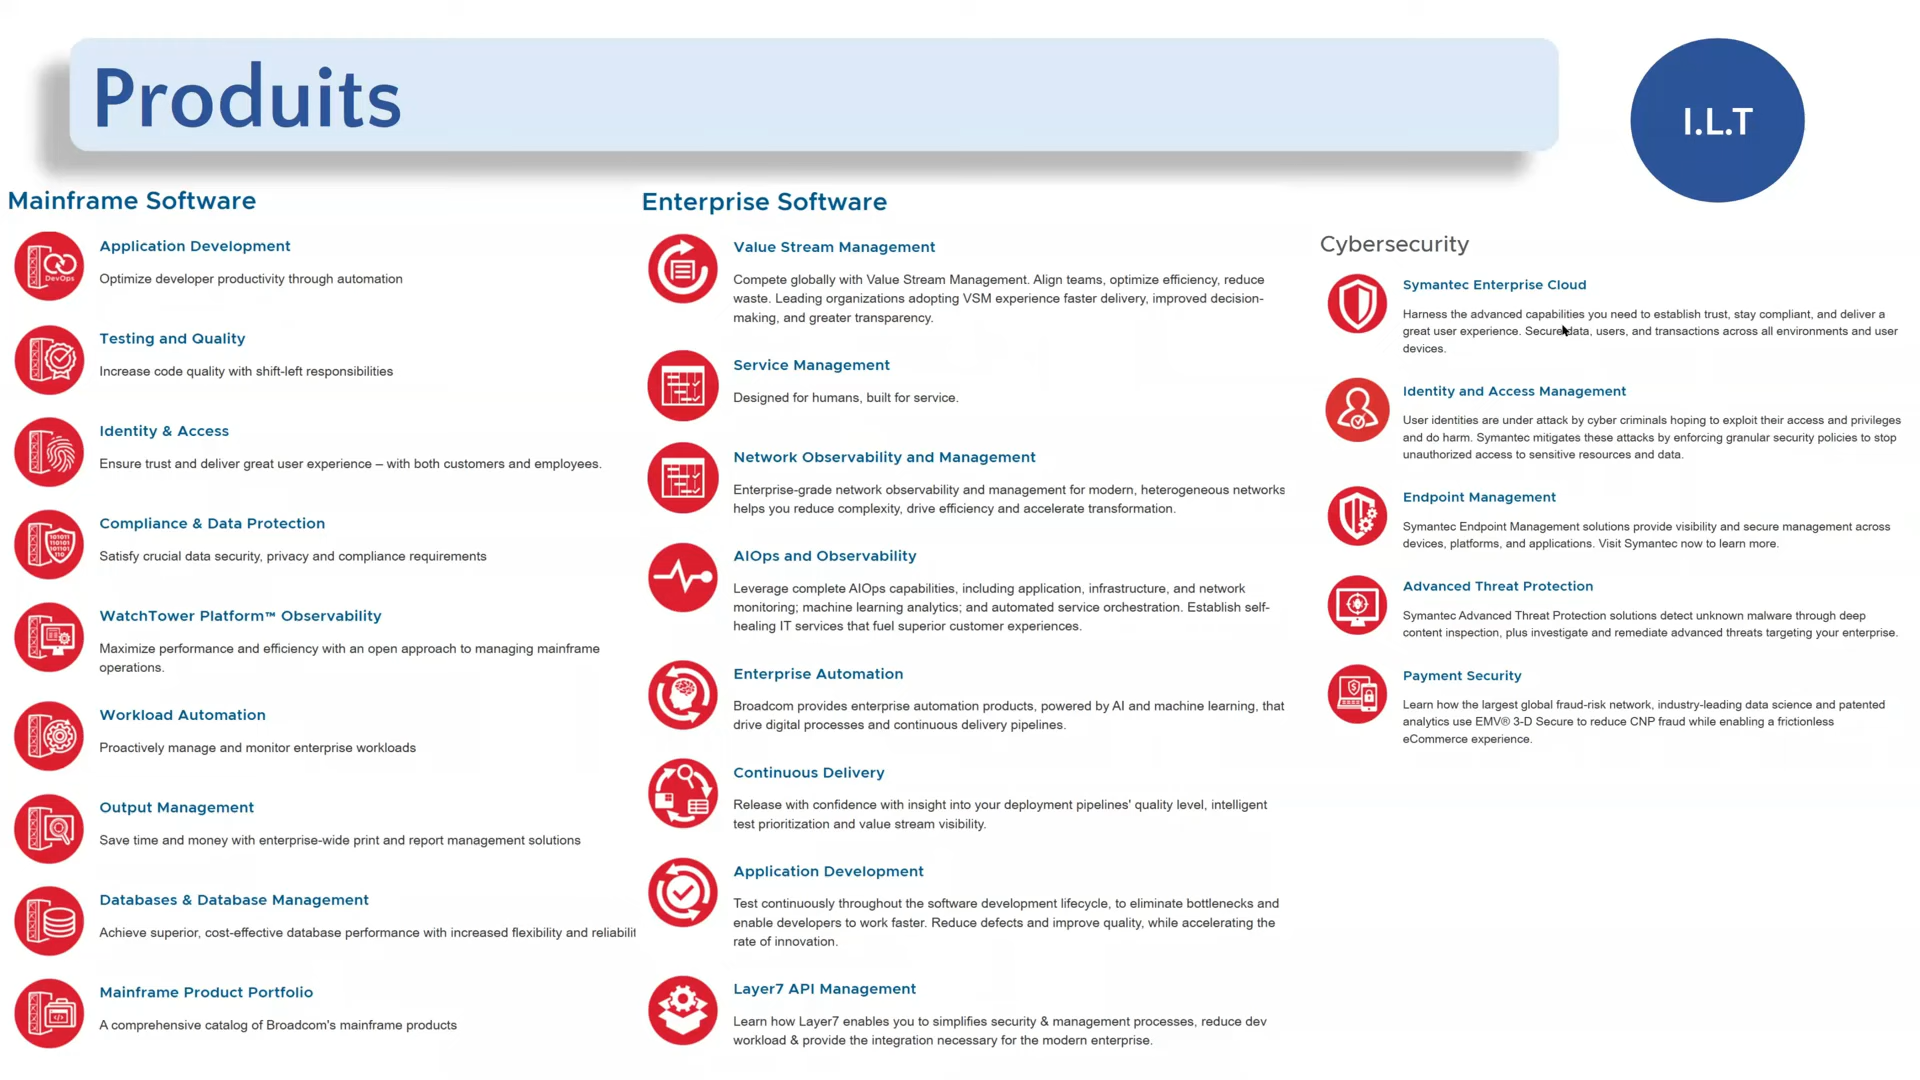 Produits
I.L.T
Mainframe Software
Application Development
Optimize developer productivity through automation
Testing and Quality
Increase code quality with shift-left responsibilities
Identity & Access
Ensure trust and deliver great user experience – with both customers and employees.
Compliance & Data Protection
Satisfy crucial data security, privacy and compliance requirements
WatchTower Platform™ Observability
Maximize performance and efficiency with an open approach to managing mainframe
operations.
Workload Automation
Proactively manage and monitor enterprise workloads
Output Management
Save time and money with enterprise-wide print and report management solutions
Databases & Database Management
Achieve superior, cost-effective database performance with increased flexibility and reliabilit
Mainframe Product Portfolio
A comprehensive catalog of Broadcom's mainframe products
Enterprise Software
Value Stream Management
Compete globally with Value Stream Management. Align teams, optimize efficiency, reduce
waste. Leading organizations adopting VSM experience faster delivery, improved decision-
making, and greater transparency.
Service Management
Designed for humans, built for service.
Network Observability and Management
Enterprise-grade network observability and management for modern, heterogeneous networks
helps you reduce complexity, drive efficiency and accelerate transformation.
AIOps and Observability
Leverage complete AIOps capabilities, including application, infrastructure, and network
monitoring; machine learning analytics; and automated service orchestration. Establish self-
healing IT services that fuel superior customer experiences.
Enterprise Automation
Broadcom provides enterprise automation products, powered by AI and machine learning, that
drive digital processes and continuous delivery pipelines.
Continuous Delivery
Release with confidence with insight into your deployment pipelines' quality level, intelligent
test prioritization and value stream visibility.
Application Development
Test continuously throughout the software development lifecycle, to eliminate bottlenecks and
enable developers to work faster. Reduce defects and improve quality, while accelerating the
rate of innovation.
Layer7 API Management
Learn how Layer7 enables you to simplifies security & management processes, reduce dev
workload & provide the integration necessary for the modern enterprise.
Cybersecurity
Symantec Enterprise Cloud
Harness the advanced capabilities you need to establish trust, stay compliant, and deliver a
great user experience. Secure data, users, and transactions across all environments and user
devices.
Identity and Access Management
User identities are under attack by cyber criminals hoping to exploit their access and privileges
and do harm. Symantec mitigates these attacks by enforcing granular security policies to stop
unauthorized access to sensitive resources and data.
Endpoint Management
Symantec Endpoint Management solutions provide visibility and secure management across
devices, platforms, and applications. Visit Symantec now to learn more.
Advanced Threat Protection
Symantec Advanced Threat Protection solutions detect unknown malware through deep
content inspection, plus investigate and remediate advanced threats targeting your enterprise.
Payment Security
Learn how the largest global fraud-risk network, industry-leading data science and patented
analytics use EMV® 3-D Secure to reduce CNP fraud while enabling a frictionless
eCommerce experience.
DevOps